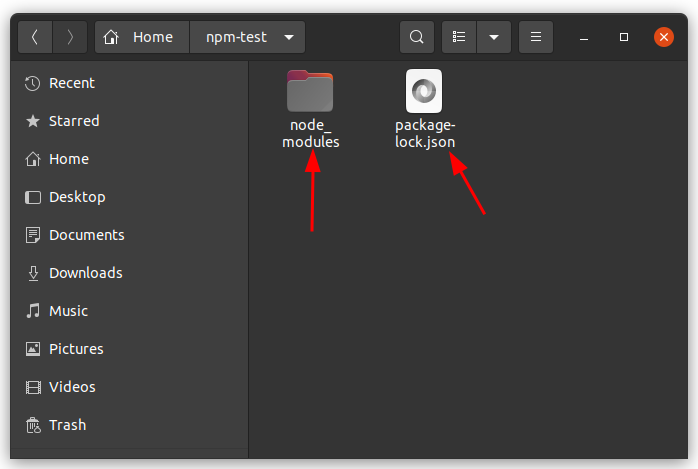 Home
npm-test
Recent
Starred
Home
Desktop
Documents
Downloads
Music
Pictures
Videos
Trash
node_
modules
package-
lock.json